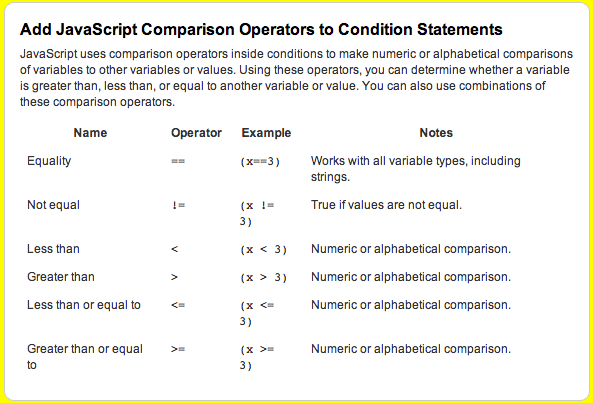 Add JavaScript Comparison Operators to Condition Statements
JavaScript uses comparison operators inside conditions to make numeric or alphabetical comparisons
of variables to other variables or values. Using these operators, you can determine whether a variable
is greater than, less than, or equal to another variable or value. You can also use combinations of
these comparison operators.
Name Operator Example Notes
Equality == (x==3) Works with all variable types, including
strings.
Not equal != (x != True if values are not equal.
3)
Less than < (x < 3) Numeric or alphabetical comparison.
Greater than > (x > 3) Numeric or alphabetical comparison.
Less than or equal to <= (x <= Numeric or alphabetical comparison.
3)
Greater than or equal >= (x >= Numeric or alphabetical comparison.
to 3)